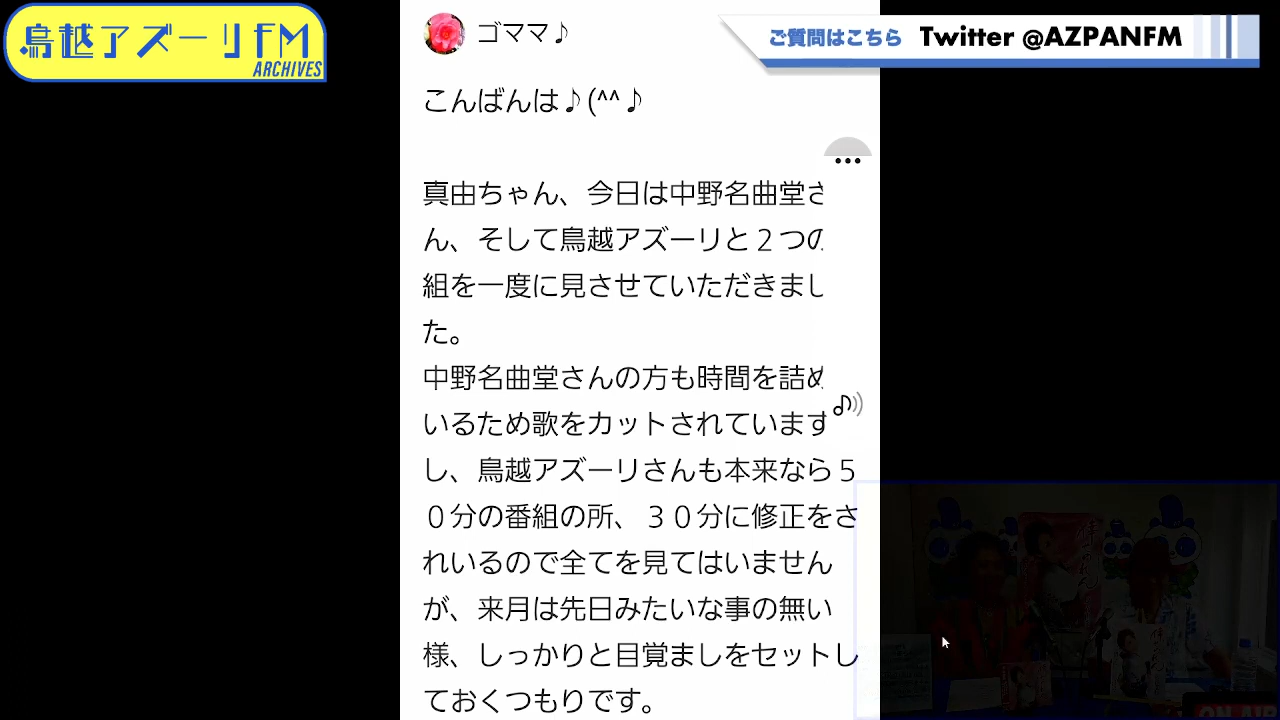 鳥越アズーリFM
ARCHIVES
ご質問はこちら Twitter @AZPANFM
ゴママ♪
こんばんは♪(^^♪
真由ちゃん、今日は中野名曲堂さ
ん、そして鳥越アズーリと２つの
組を一度に見させていただきまし
た。
中野名曲堂さんの方も時間を詰め
いるため歌をカットされています
し、鳥越アズーリさんも本来なら５
０分の番組の所、３０分に修正をさ
れいるので全てを見てはいません
が、来月は先日みたいな事の無い
様、しっかりと目覚ましをセットし
ておくつもりです。
ON AIR